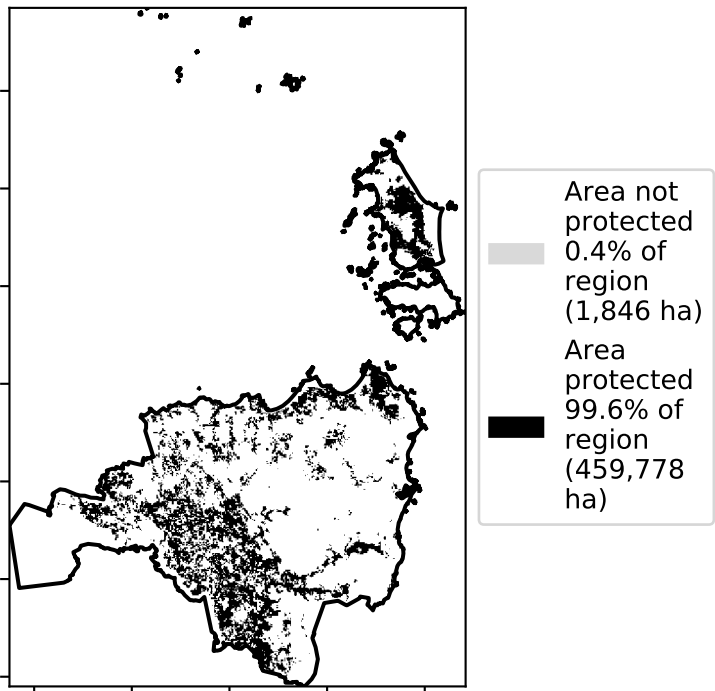 Area not
protected
0.4% of
region
(1,846 ha)
Area
protected
99.6% of
region
(459,778
ha)